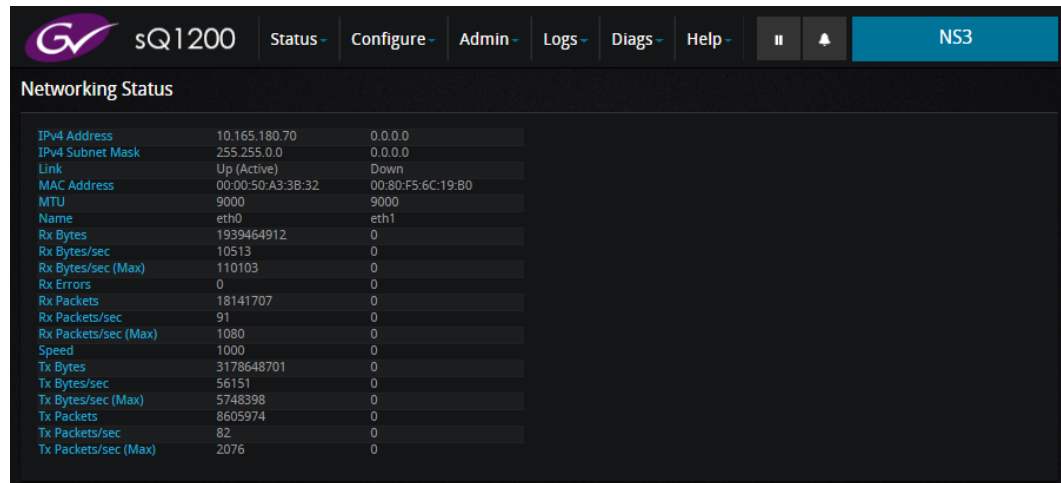 GV sQ1200 Status Configure Admin Logs Diags Help NS3
Networking Status
IPv4 Address 10.165.180.70 0.0.0.0
IPv4 Subnet Mask 255.255.0.0 0.0.0.0
Link Up (Active) Down
MAC Address 00:00:50:A3:3B:32 00:80:F5:6C:19:B0
MTU 9000 9000
Name eth0 eth1
Rx Bytes 1939464912 0
Rx Bytes/sec 10513 0
Rx Bytes/sec (Max) 110103 0
Rx Errors 0 0
Rx Packets 18141707 0
Rx Packets/sec 91 0
Rx Packets/sec (Max) 1080 0
Speed 1000 0
Tx Bytes 3178648701 0
Tx Bytes/sec 56151 0
Tx Bytes/sec (Max) 5748398 0
Tx Packets 8605974 0
Tx Packets/sec 82 0
Tx Packets/sec (Max) 2076 0